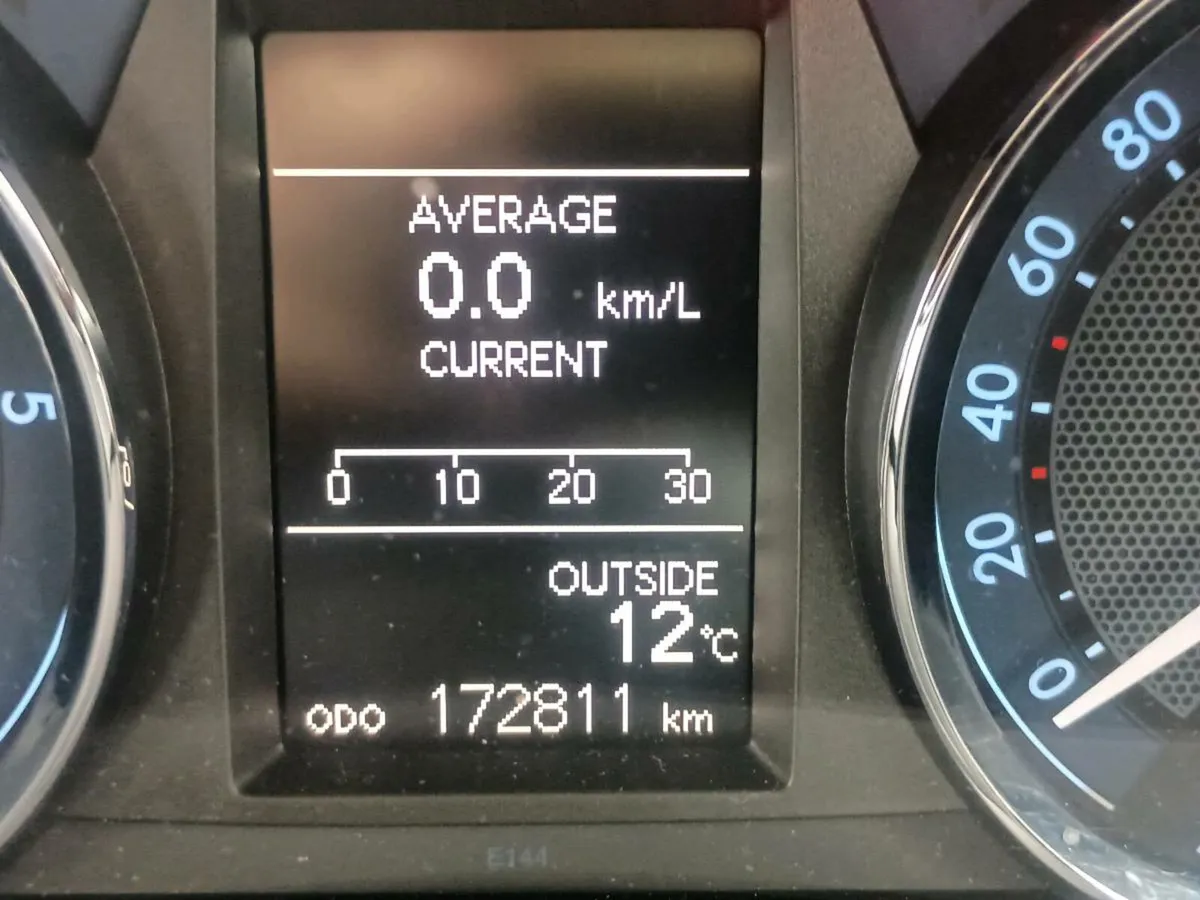 AVERAGE
0.0 km/L
CURRENT
0 10 20 30
OUTSIDE
12°C
ODO 172811 km
E144
5
80
60
40
20
0